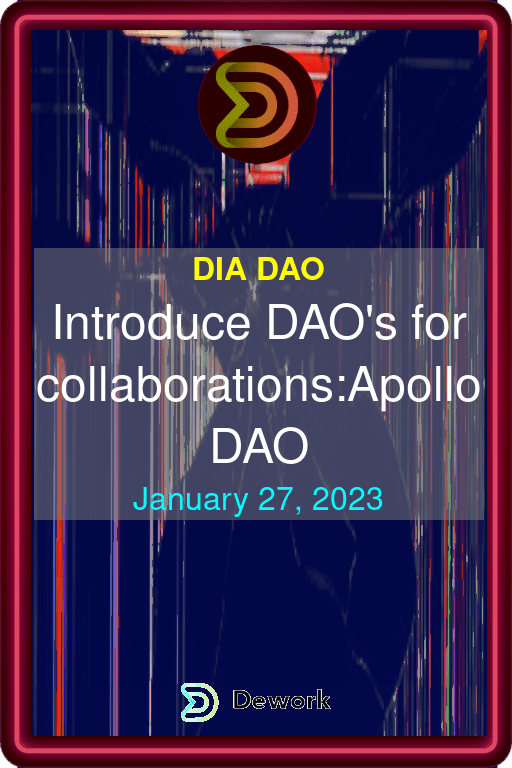 DIA DAO
Introduce DAO's for
collaborations:Apollo
DAO
January 27, 2023
Dework